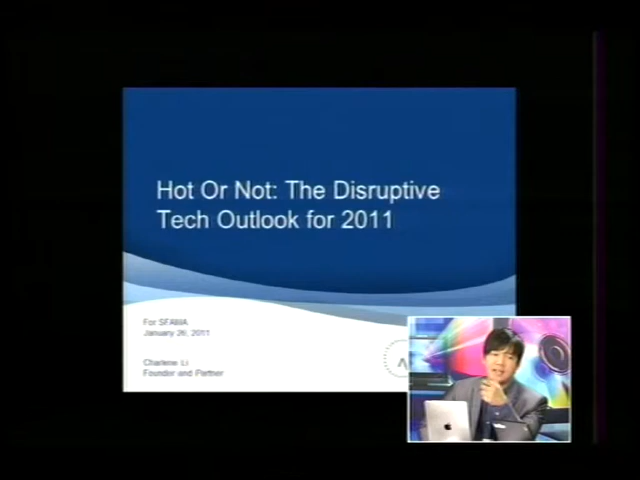 Hot Or Not: The Disruptive
Tech Outlook for 2011
For SFAMA
January 26, 2011
Charlene Li
Founder and Partner